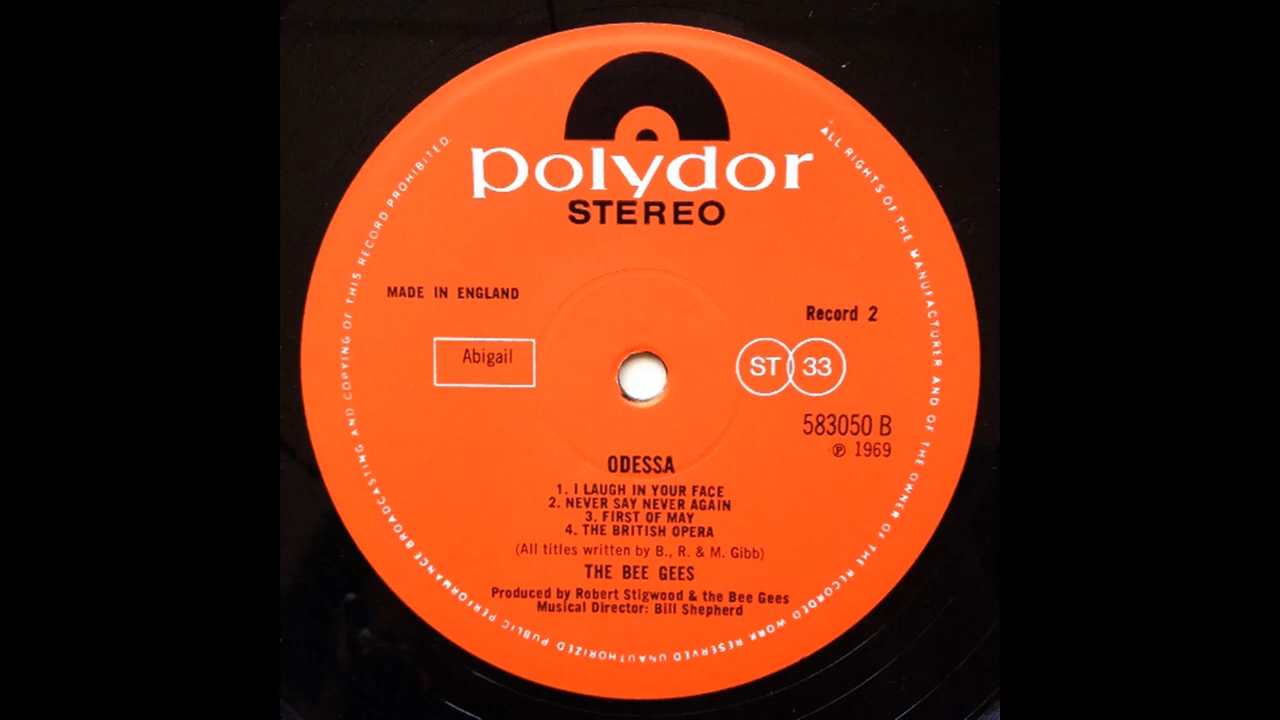 polydor
STEREO
MADE IN ENGLAND
Record 2
Abigail
ST 33
583050 B
℗ 1969
ODESSA
1. I LAUGH IN YOUR FACE
2. NEVER SAY NEVER AGAIN
3. FIRST OF MAY
4. THE BRITISH OPERA
(All titles written by B., R. & M. Gibb)
THE BEE GEES
Produced by Robert Stigwood & the Bee Gees
Musical Director: Bill Shepherd
ALL RIGHTS OF THE MANUFACTURER AND OF THE OWNER OF THE RECORDED WORK RESERVED UNAUTHORIZED PUBLIC PERFORMANCE BROADCASTING AND COPYING OF THIS RECORD PROHIBITED.